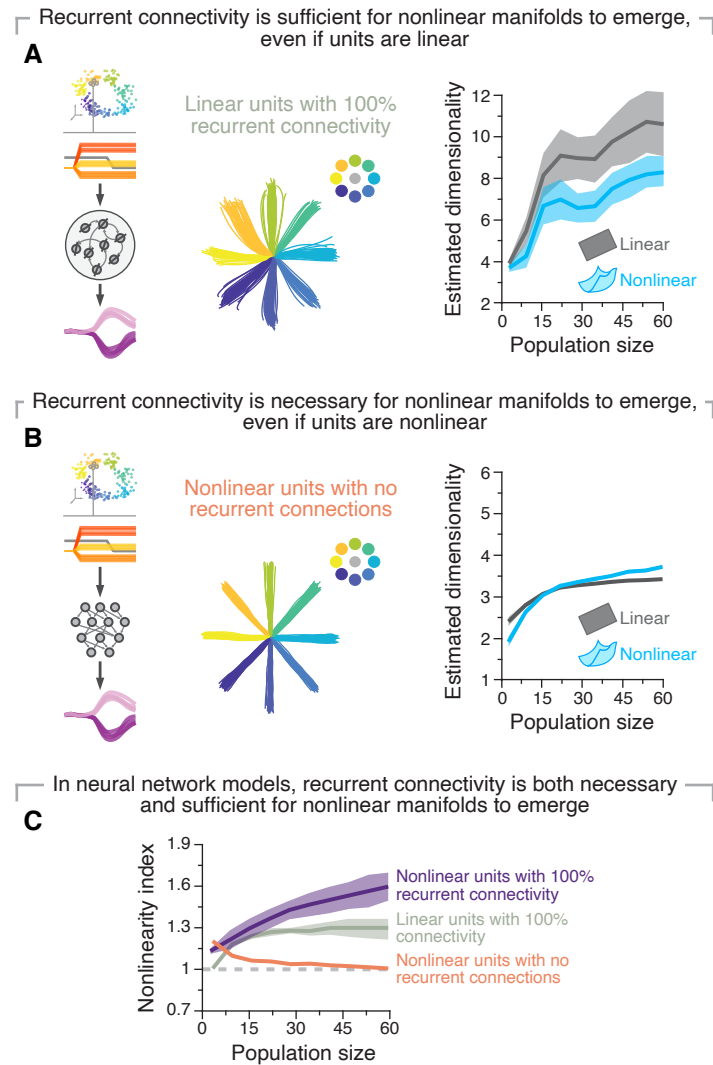 Recurrent connectivity is sufficient for nonlinear manifolds to emerge,
even if units are linear
A
Linear units with 100%
recurrent connectivity
Estimated dimensionality
12
10
8
6
4
2
Linear
Nonlinear
0 15 30 45 60
Population size
Recurrent connectivity is necessary for nonlinear manifolds to emerge,
even if units are nonlinear
B
Nonlinear units with no
recurrent connections
Estimated dimensionality
6
5
4
3
2
1
Linear
Nonlinear
0 15 30 45 60
Population size
In neural network models, recurrent connectivity is both necessary
and sufficient for nonlinear manifolds to emerge
C
Nonlinearity index
1.9
1.6
1.3
1
0.7
Nonlinear units with 100%
recurrent connectivity
Linear units with 100%
connectivity
Nonlinear units with no
recurrent connections
0 15 30 45 60
Population size